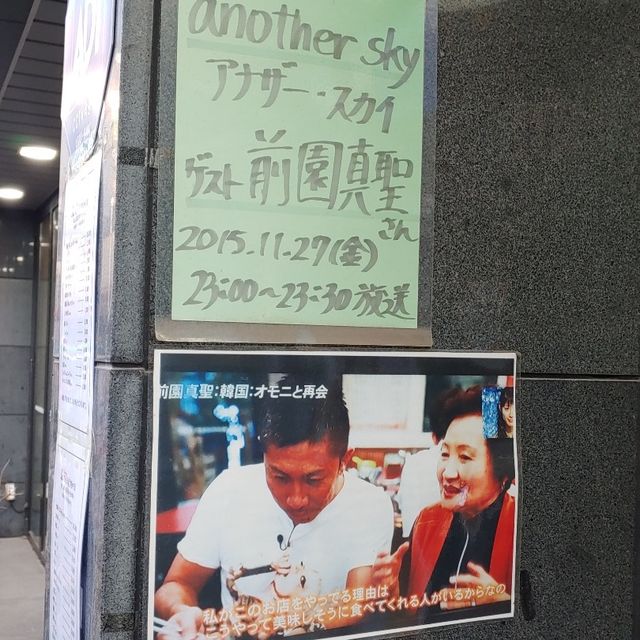 another sky
アナザー・スカイ
ゲスト 前園真聖
さん
2015.11.27(金)
23:00～23:30放送
前園真聖:韓国:オモニと再会
私がこのお店をやってる理由は
こうやって美味しそうに食べてくれる人がいるからなの